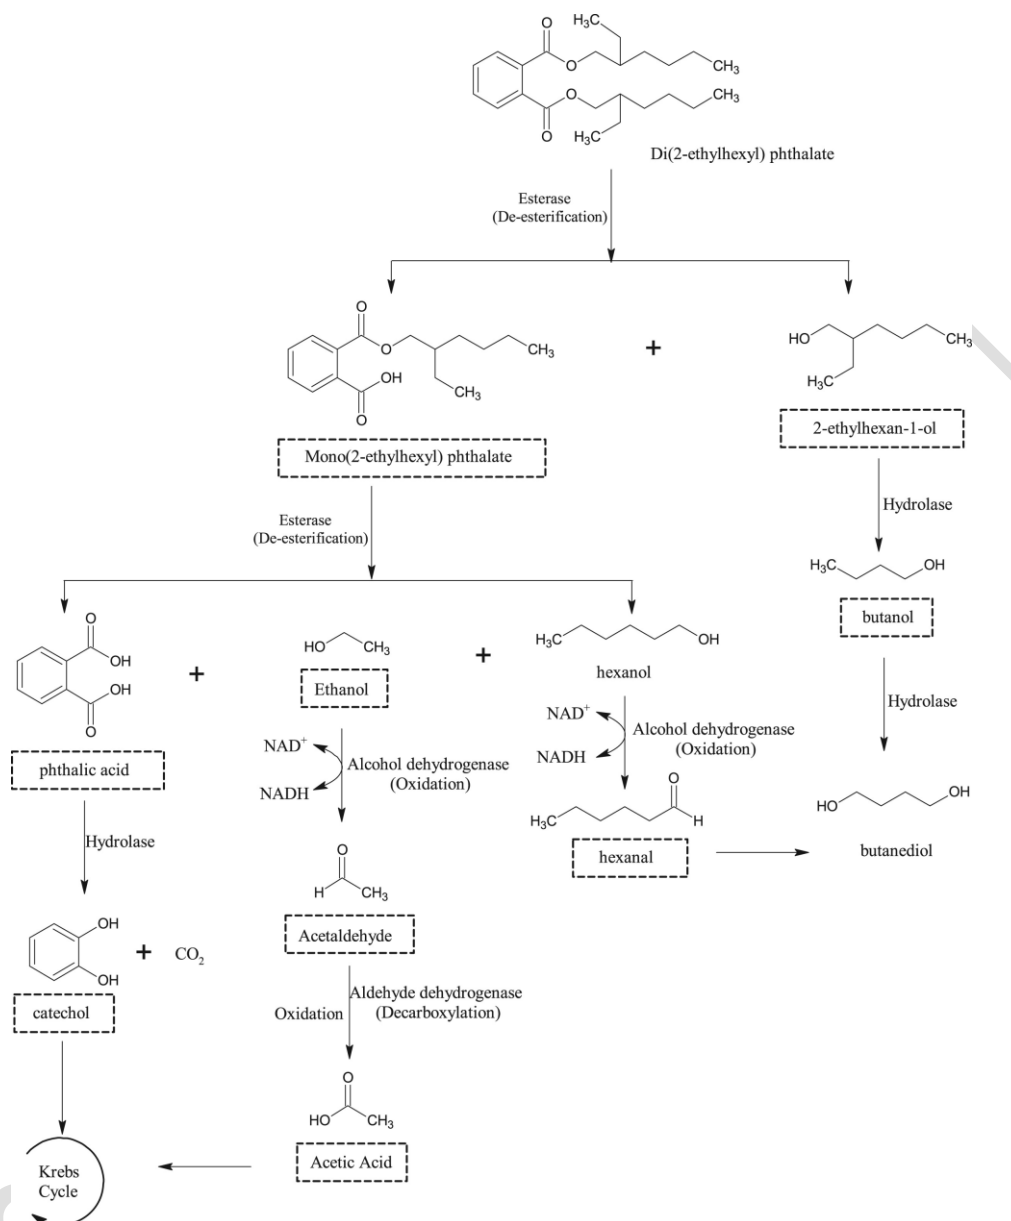 O
H₃C
CH₃
O
O
CH₃
O
H₃C
Di(2-ethylhexyl) phthalate
Esterase
(De-esterification)
O
O
CH₃
OH
CH₃
O
Mono(2-ethylhexyl) phthalate
+
HO
CH₃
H₃C
2-ethylhexan-1-ol
Hydrolase
H₃C
OH
butanol
Hydrolase
HO
OH
butanediol
Esterase
(De-esterification)
O
OH
OH
O
phthalic acid
+
HO
CH₃
Ethanol
+
H₃C
OH
hexanol
NAD⁺
NADH
Alcohol dehydrogenase
(Oxidation)
NAD⁺
NADH
Alcohol dehydrogenase
(Oxidation)
O
H₃C
H
hexanal
Hydrolase
OH
OH
+
CO₂
catechol
O
H
CH₃
Acetaldehyde
Oxidation
Aldehyde dehydrogenase
(Decarboxylation)
O
HO
CH₃
Acetic Acid
Krebs
Cycle